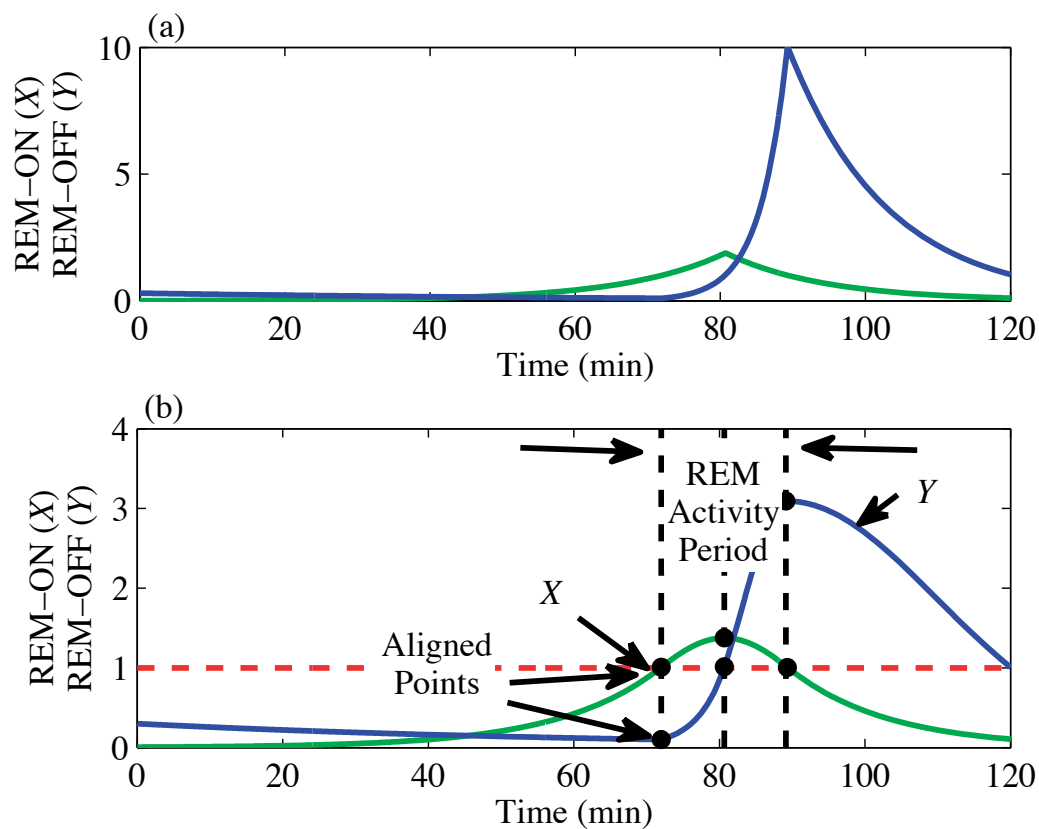 (a)
REM–ON (X)
REM–OFF (Y)
10
5
0
0 20 40 60 80 100 120
Time (min)
(b)
REM–ON (X)
REM–OFF (Y)
4
3
2
1
0
REM
Activity
Period
Y
X
Aligned
Points
0 20 40 60 80 100 120
Time (min)